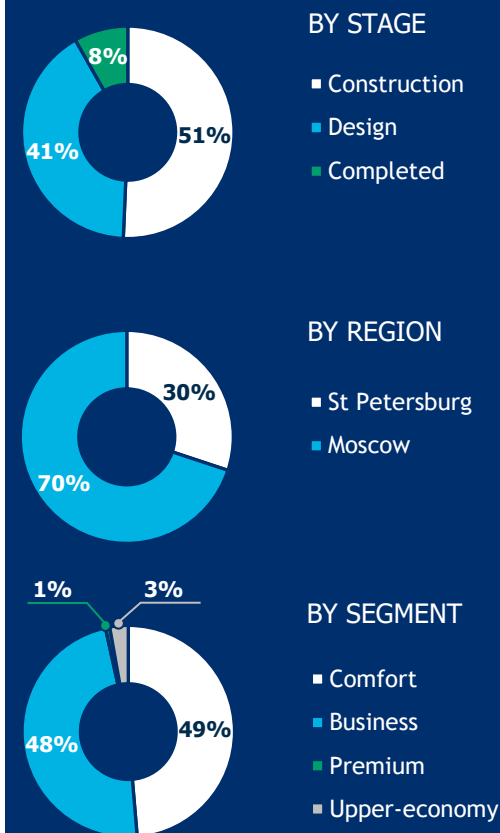 BY STAGE
8%
51%
41%
Construction
Design
Completed
BY REGION
30%
70%
St Petersburg
Moscow
1%
3%
BY SEGMENT
49%
48%
Comfort
Business
Premium
Upper-economy